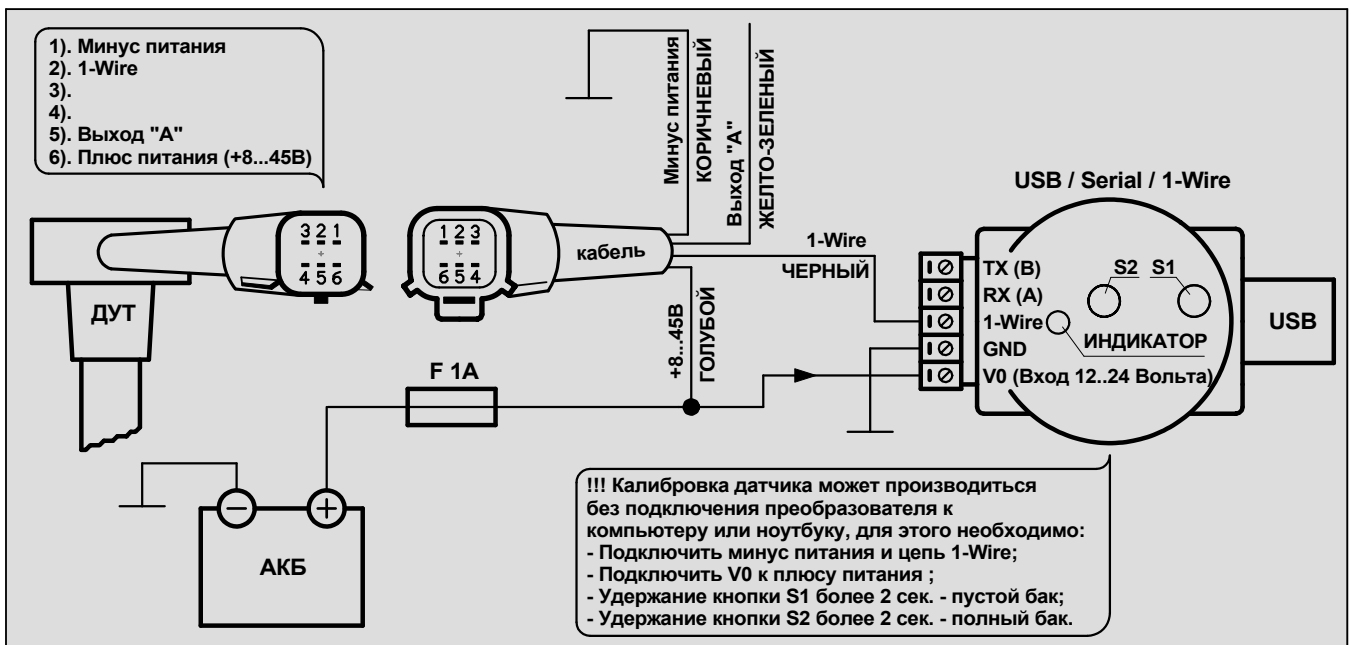 1). Минус питания
2). 1-Wire
3).
4).
5). Выход "А"
6). Плюс питания (+8...45В)
Минус питания
КОРИЧНЕВЫЙ
Выход "А"
ЖЕЛТО-ЗЕЛЕНЫЙ
USB / Serial / 1-Wire
3 2 1
4 5 6
1 2 3
6 5 4
кабель
1-Wire
ЧЕРНЫЙ
ДУТ
+8...45В
ГОЛУБОЙ
TX (B)
RX (A)
1-Wire
GND
V0 (Вход 12..24 Вольта)
S2 S1
ИНДИКАТОР
USB
F 1A
АКБ
!!! Калибровка датчика может производиться
без подключения преобразователя к
компьютеру или ноутбуку, для этого необходимо:
- Подключить минус питания и цепь 1-Wire;
- Подключить V0 к плюсу питания ;
- Удержание кнопки S1 более 2 сек. - пустой бак;
- Удержание кнопки S2 более 2 сек. - полный бак.